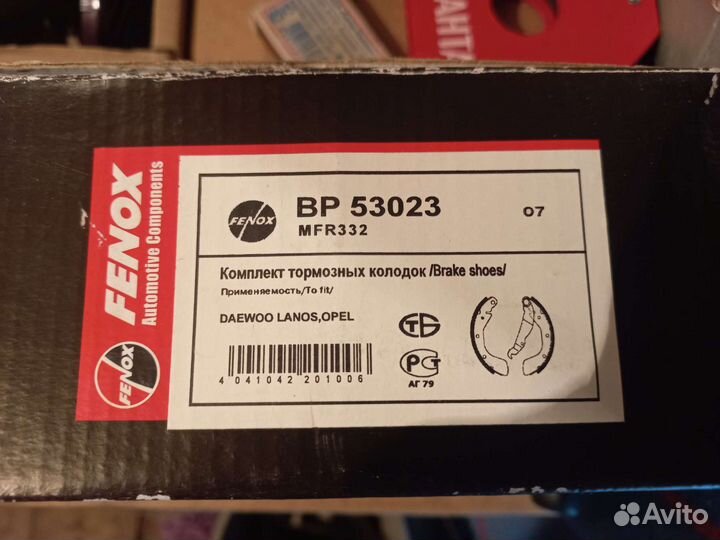 АНТА
FENOX
Automotive Components
FENOX
FENOX
BP 53023
07
MFR332
Комплект тормозных колодок /Brake shoes/
Применяемость/To fit/
DAEWOO LANOS,OPEL
4 041042 201006
АГ 79
Avito